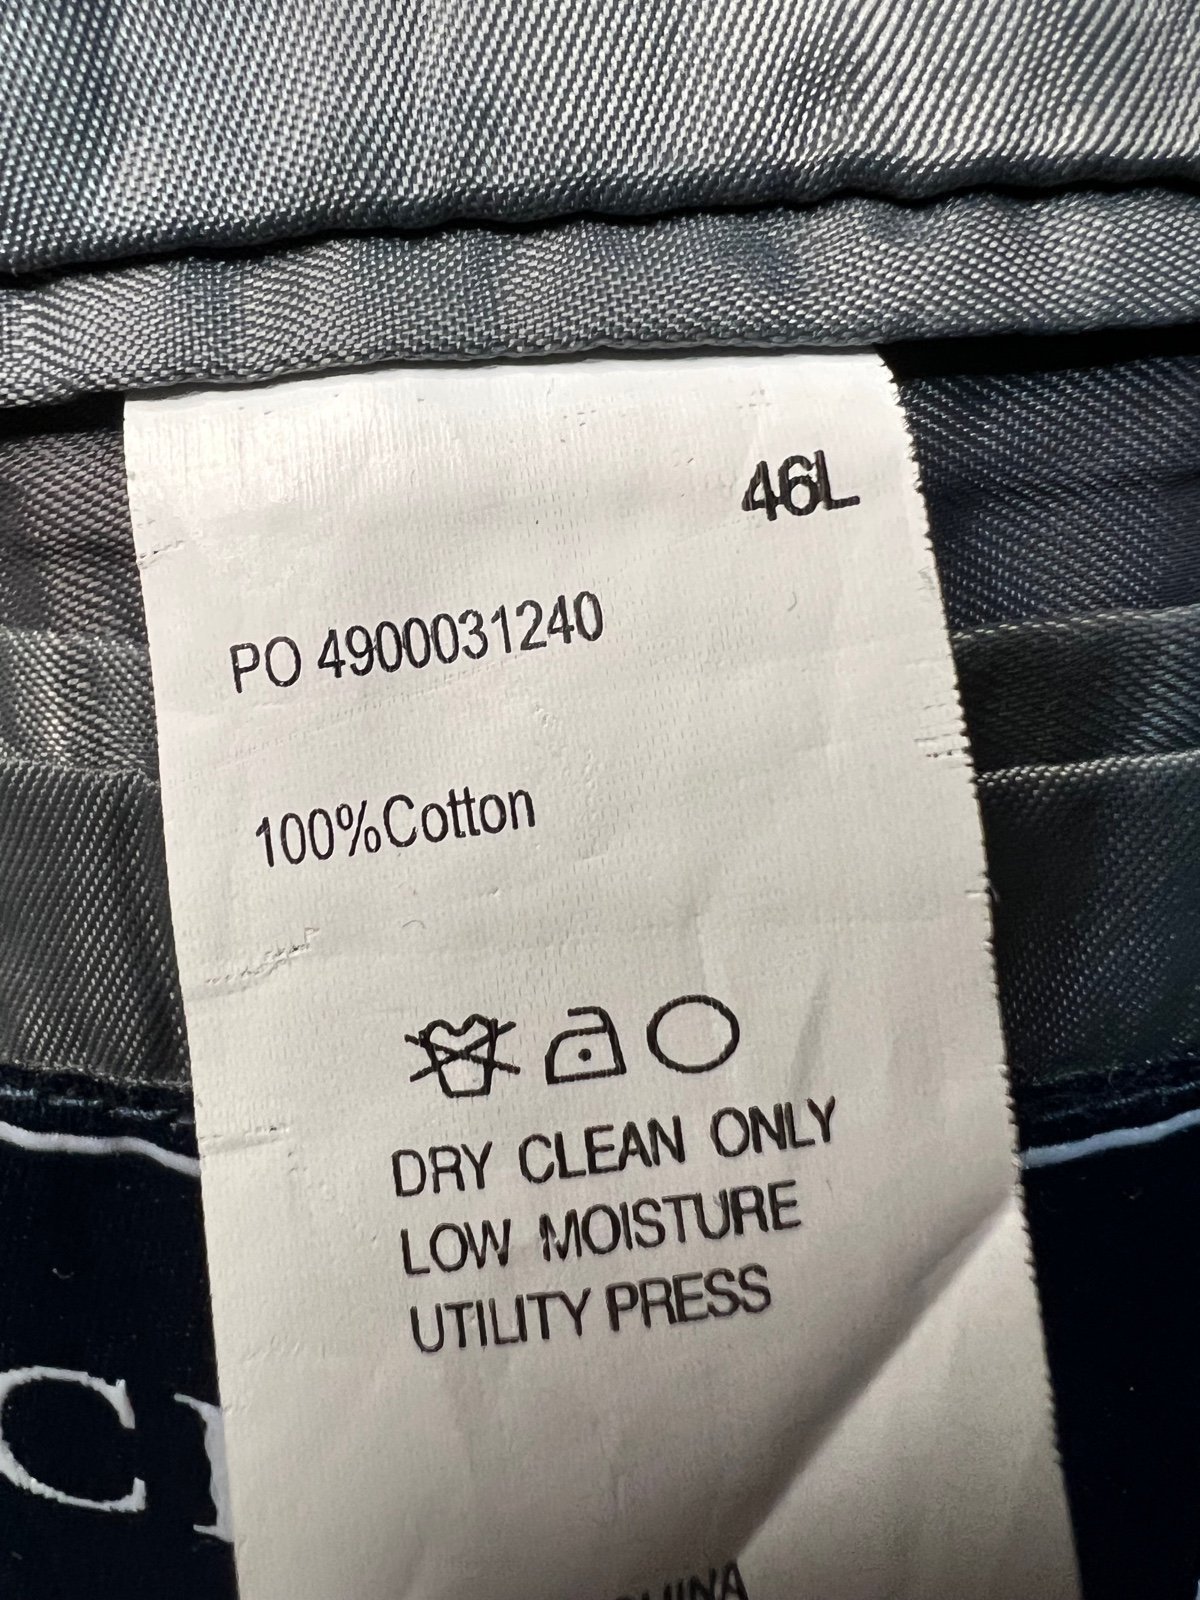 46L
PO 4900031240
100%Cotton
DRY CLEAN ONLY
LOW MOISTURE
UTILITY PRESS
C